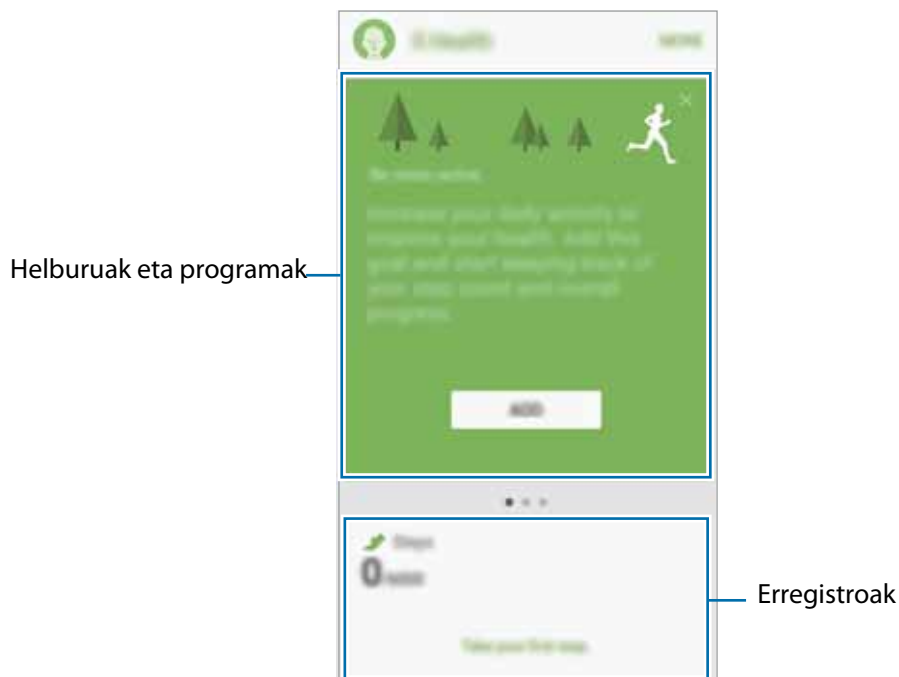 S Health
MORE
Be more active
Increase your daily activity to
improve your health. Add this
goal and start keeping track of
your step count and overall
progress.
Helburuak eta programak
ADD
Steps
0
Erregistroak
Take your first step.